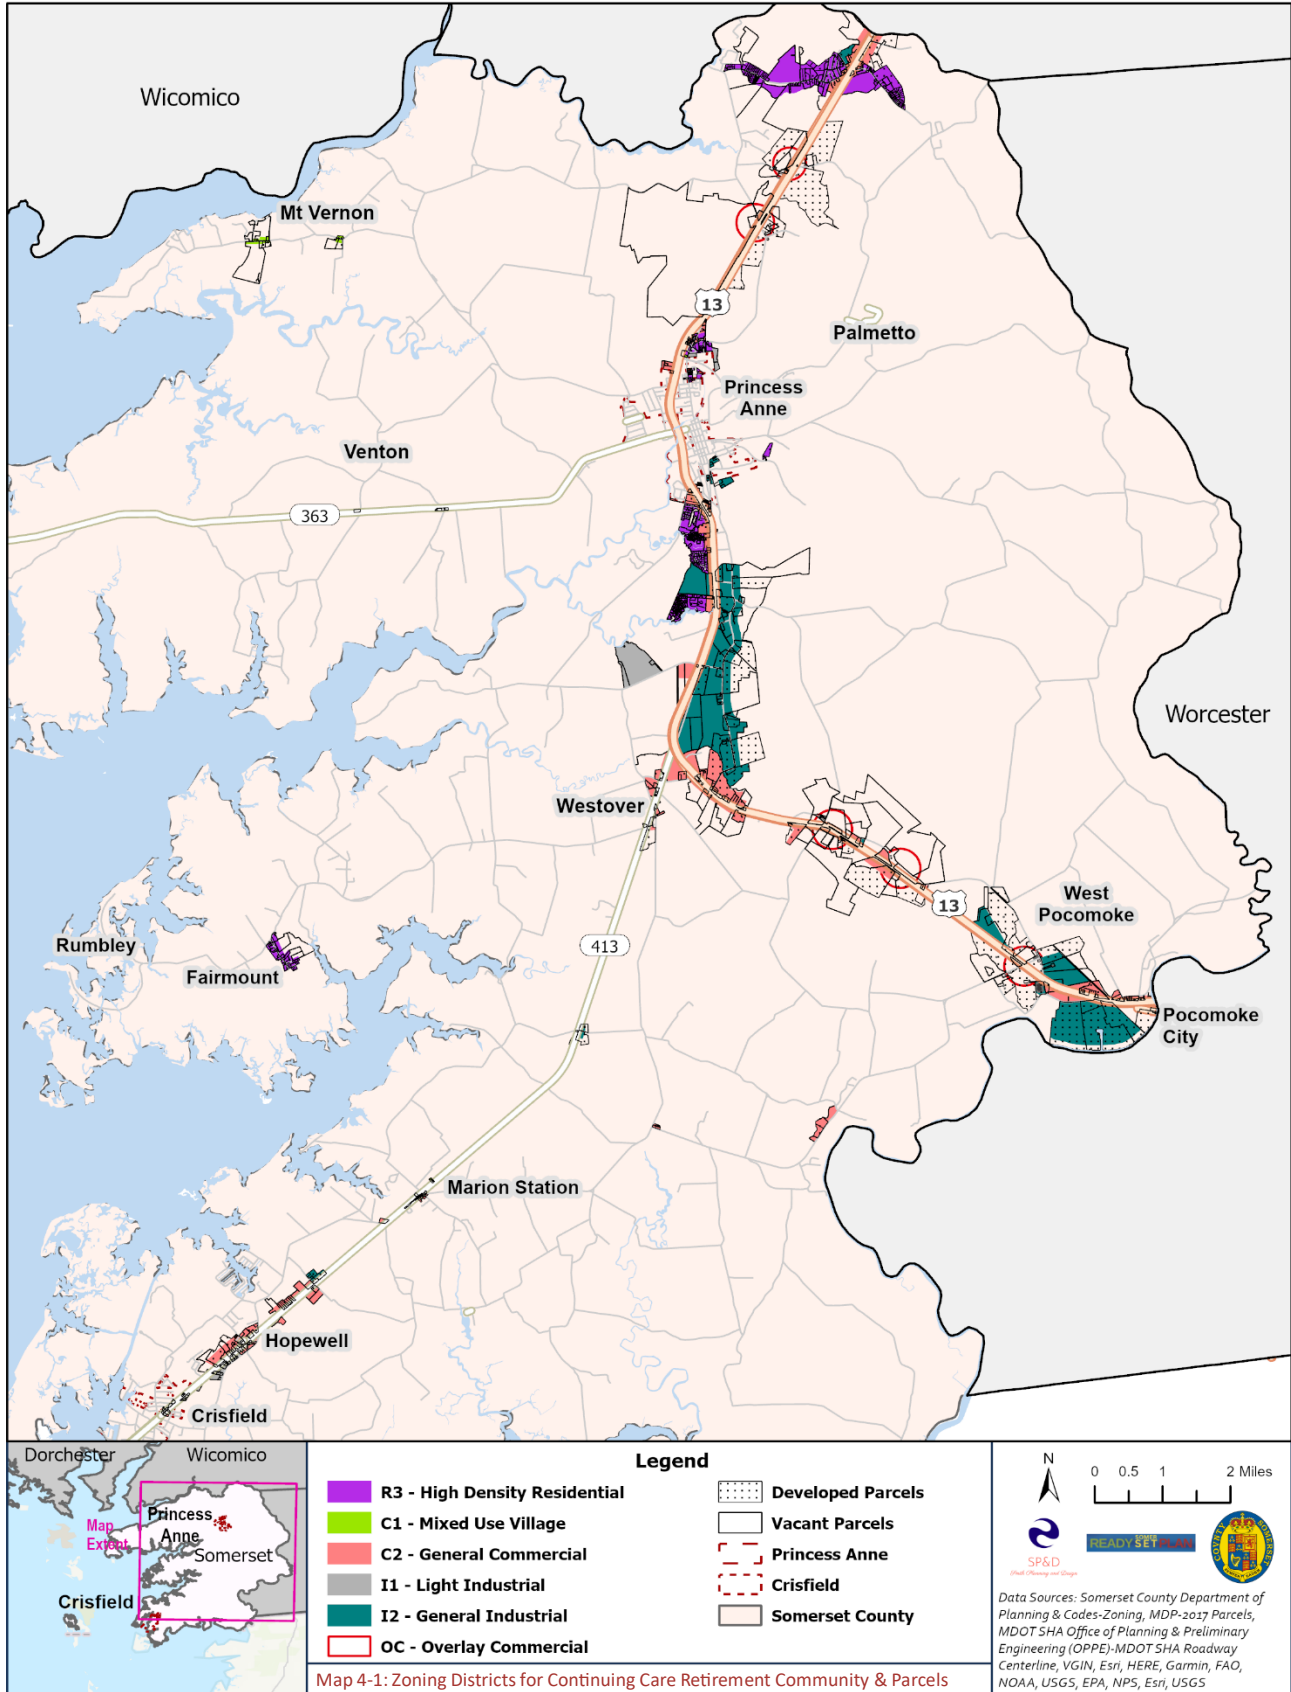 Wicomico
Mt Vernon
13
Palmetto
Princess
Anne
Venton
363
Worcester
Westover
13
West
Pocomoke
Rumbley
Fairmount
413
Pocomoke
City
Marion Station
Hopewell
Crisfield
Dorchester
Wicomico
Princess
Anne
Map
Extent
Somerset
Crisfield
Legend
R3 - High Density Residential
C1 - Mixed Use Village
C2 - General Commercial
I1 - Light Industrial
I2 - General Industrial
OC - Overlay Commercial
Developed Parcels
Vacant Parcels
Princess Anne
Crisfield
Somerset County
Map 4-1: Zoning Districts for Continuing Care Retirement Community & Parcels
N
0 0.5 1 2 Miles
SP&D
READY SOMER SET PLAN
COUNTY SOMERSET
Data Sources: Somerset County Department of
Planning & Codes-Zoning, MDP-2017 Parcels,
MDOT SHA Office of Planning & Preliminary
Engineering (OPPE)-MDOT SHA Roadway
Centerline, VGIN, Esri, HERE, Garmin, FAO,
NOAA, USGS, EPA, NPS, Esri, USGS